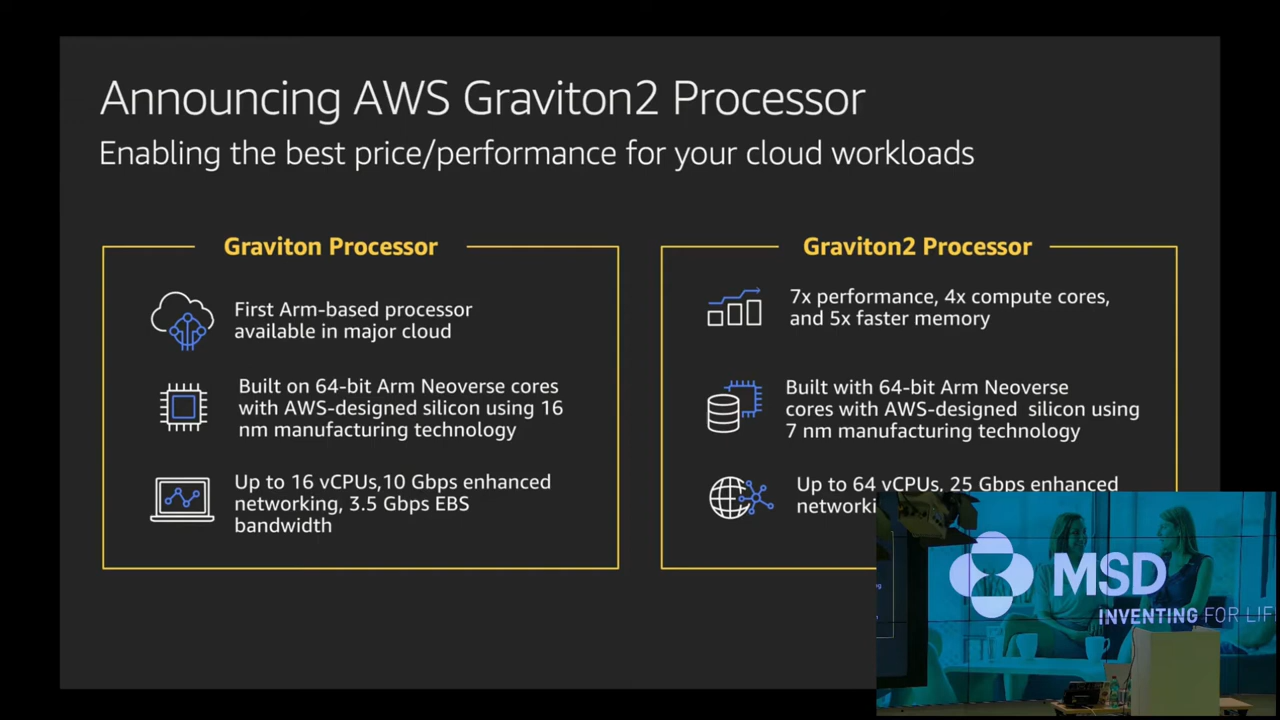 Announcing AWS Graviton2 Processor
Enabling the best price/performance for your cloud workloads
Graviton Processor
First Arm-based processor
available in major cloud
Built on 64-bit Arm Neoverse cores
with AWS-designed silicon using 16
nm manufacturing technology
Up to 16 vCPUs,10 Gbps enhanced
networking, 3.5 Gbps EBS
bandwidth
Graviton2 Processor
7x performance, 4x compute cores,
and 5x faster memory
Built with 64-bit Arm Neoverse
cores with AWS-designed silicon using
7 nm manufacturing technology
Up to 64 vCPUs, 25 Gbps enhanced
networki
MSD
INVENTING FOR LIF